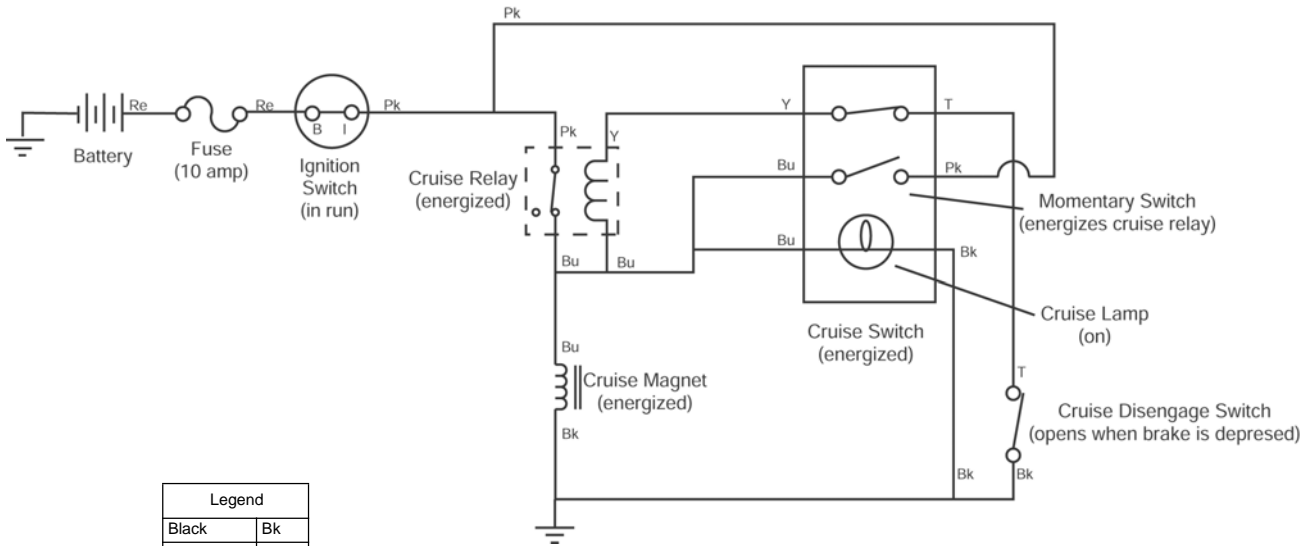 Pk
Re
Re
B
I
Pk
Battery
Fuse
(10 amp)
Ignition
Switch
(in run)
Pk
Y
Cruise Relay
(energized)
Bu
Bu
Y
T
Bu
Pk
Bu
Bk
Momentary Switch
(energizes cruise relay)
Cruise Lamp
(on)
Cruise Switch
(energized)
Bu
Cruise Magnet
(energized)
Bk
T
Cruise Disengage Switch
(opens when brake is depresed)
Bk
Bk
Legend
Black Bk